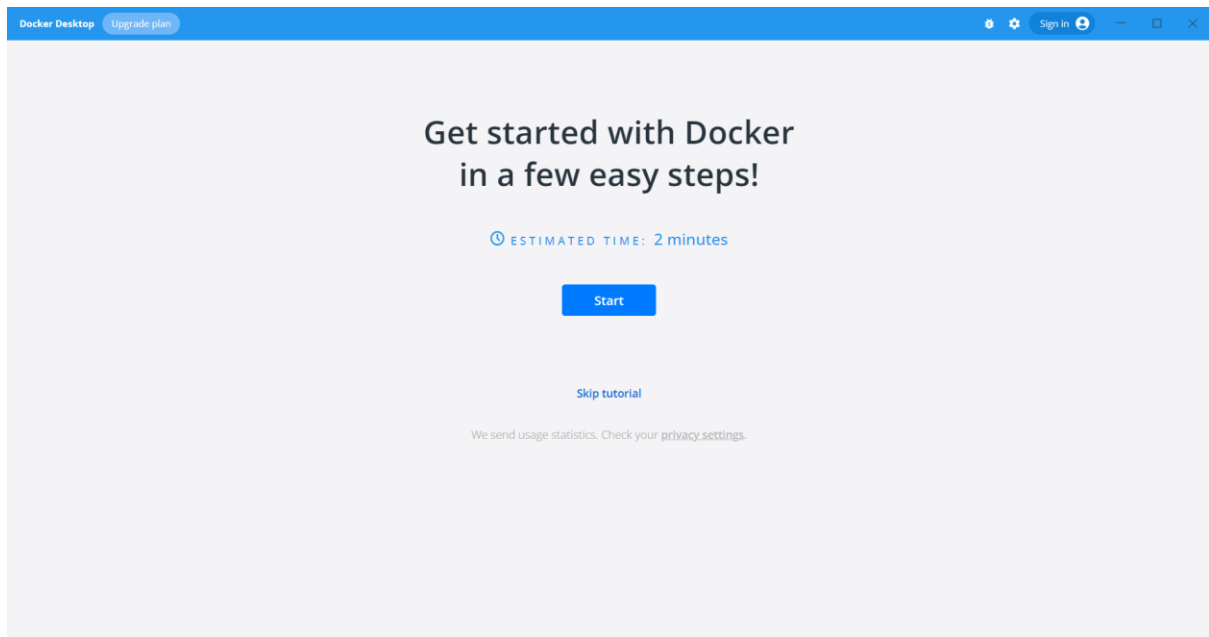 Docker Desktop Upgrade plan Sign in
Get started with Docker
in a few easy steps!
ESTIMATED TIME: 2 minutes
Start
Skip tutorial
We send usage statistics. Check your privacy settings.